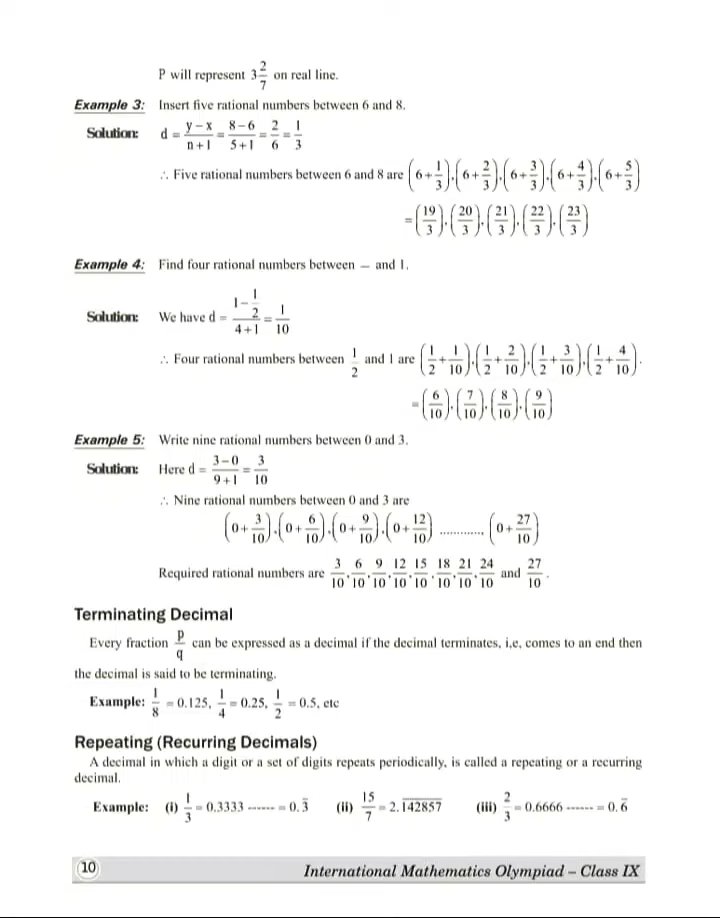 P will represent 3 2/7 on real line.
Example 3: Insert five rational numbers between 6 and 8.
Solution: d = (y – x)/(n + 1) = (8 – 6)/(5 + 1) = 2/6 = 1/3
∴ Five rational numbers between 6 and 8 are (6 + 1/3), (6 + 2/3), (6 + 3/3), (6 + 4/3), (6 + 5/3)
= (19/3), (20/3), (21/3), (22/3), (23/3)
Example 4: Find four rational numbers between — and 1.
Solution: We have d = (1 – 1/2)/(4 + 1) = 1/10
∴ Four rational numbers between 1/2 and 1 are (1/2 + 1/10), (1/2 + 2/10), (1/2 + 3/10), (1/2 + 4/10).
= (6/10), (7/10), (8/10), (9/10)
Example 5: Write nine rational numbers between 0 and 3.
Solution: Here d = (3 – 0)/(9 + 1) = 3/10
∴ Nine rational numbers between 0 and 3 are
(0 + 3/10), (0 + 6/10), (0 + 9/10), (0 + 12/10) ............. (0 + 27/10)
Required rational numbers are 3/10, 6/10, 9/10, 12/10, 15/10, 18/10, 21/10, 24/10 and 27/10.
Terminating Decimal
Every fraction p/q can be expressed as a decimal if the decimal terminates, i,e, comes to an end then
the decimal is said to be terminating.
Example: 1/8 = 0.125, 1/4 = 0.25, 1/2 = 0.5, etc
Repeating (Recurring Decimals)
A decimal in which a digit or a set of digits repeats periodically, is called a repeating or a recurring
decimal.
Example: (i) 1/3 = 0.3333 ------ = 0.3̅ (ii) 15/7 = 2.1̅4̅2̅8̅5̅7̅ (iii) 2/3 = 0.6666 ------ = 0.6̅
10 International Mathematics Olympiad – Class IX